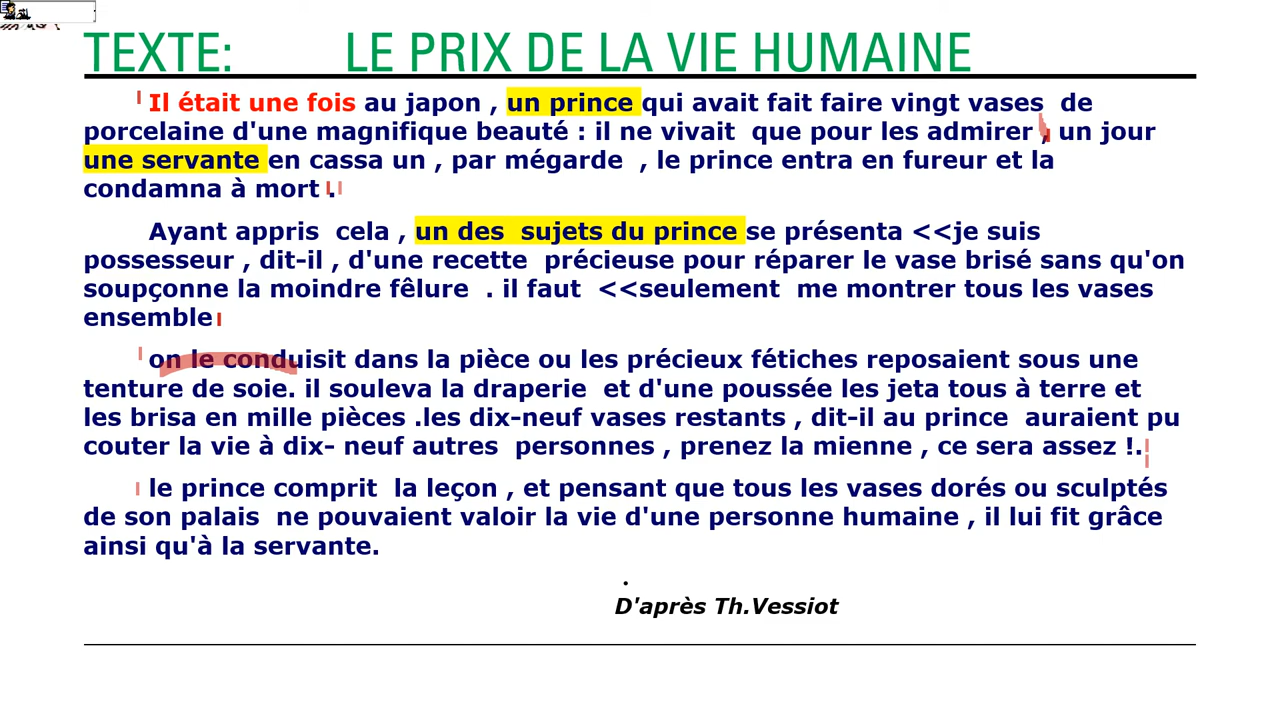 TEXTE: LE PRIX DE LA VIE HUMAINE
Il était une fois au japon , un prince qui avait fait faire vingt vases de
porcelaine d'une magnifique beauté : il ne vivait que pour les admirer , un jour
une servante en cassa un , par mégarde , le prince entra en fureur et la
condamna à mort .
Ayant appris cela , un des sujets du prince se présenta <<je suis
possesseur , dit-il , d'une recette précieuse pour réparer le vase brisé sans qu'on
soupçonne la moindre fêlure . il faut <<seulement me montrer tous les vases
ensemble
on le conduisit dans la pièce ou les précieux fétiches reposaient sous une
tenture de soie. il souleva la draperie et d'une poussée les jeta tous à terre et
les brisa en mille pièces .les dix-neuf vases restants , dit-il au prince auraient pu
couter la vie à dix- neuf autres personnes , prenez la mienne , ce sera assez !.
le prince comprit la leçon , et pensant que tous les vases dorés ou sculptés
de son palais ne pouvaient valoir la vie d'une personne humaine , il lui fit grâce
ainsi qu'à la servante.
.
D'après Th.Vessiot